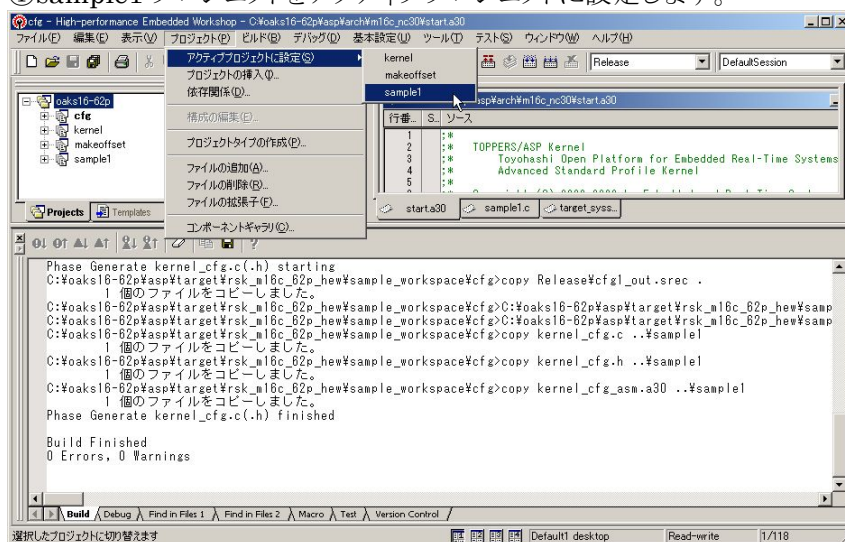 ①sample1プロジェクトをアクティブプロジェクトに設定します。
cfg - High-performance Embedded Workshop - C:¥oaks16-62p¥asp¥arch¥m16c_nc30¥start.a30
ファイル(F) 編集(E) 表示(V) プロジェクト(P) ビルド(B) デバッグ(D) 基本設定(U) ツール(T) テスト(S) ウィンドウ(W) ヘルプ(H)
アクティブプロジェクトに設定(S)
プロジェクトの挿入(I)...
依存関係(D)...
構成の編集(E)...
プロジェクトタイプの作成(P)...
ファイルの追加(A)...
ファイルの削除(R)...
ファイルの拡張子(F)...
コンポーネントギャラリ(C)...
kernel
makeoffset
sample1
Release
DefaultSession
oaks16-62p
cfg
kernel
makeoffset
sample1
Projects Templates
asp¥arch¥m16c_nc30¥start.a30
行番... S... ソース
1 ;*
2 ;* TOPPERS/ASP Kernel
3 ;* Toyohashi Open Platform for Embedded Real-Time Systems
4 ;* Advanced Standard Profile Kernel
5 ;*
start.a30 sample1.c target_syss...
Phase Generate kernel_cfg.c(.h) starting
C:¥oaks16-62p¥asp¥target¥rsk_m16c_62p_hew¥sample_workspace¥cfg>copy Release¥cfg1_out.srec .
1 個のファイルをコピーしました。
C:¥oaks16-62p¥asp¥target¥rsk_m16c_62p_hew¥sample_workspace¥cfg>C:¥oaks16-62p¥asp¥target¥rsk_m16c_62p_hew¥samp
C:¥oaks16-62p¥asp¥target¥rsk_m16c_62p_hew¥sample_workspace¥cfg>C:¥oaks16-62p¥asp¥target¥rsk_m16c_62p_hew¥samp
C:¥oaks16-62p¥asp¥target¥rsk_m16c_62p_hew¥sample_workspace¥cfg>copy kernel_cfg.c ..¥sample1
1 個のファイルをコピーしました。
C:¥oaks16-62p¥asp¥target¥rsk_m16c_62p_hew¥sample_workspace¥cfg>copy kernel_cfg.h ..¥sample1
1 個のファイルをコピーしました。
C:¥oaks16-62p¥asp¥target¥rsk_m16c_62p_hew¥sample_workspace¥cfg>copy kernel_cfg_asm.a30 ..¥sample1
1 個のファイルをコピーしました。
Phase Generate kernel_cfg.c(.h) finished
Build Finished
0 Errors, 0 Warnings
Build Debug Find in Files 1 Find in Files 2 Macro Test Version Control
選択したプロジェクトに切り替えます
Default1 desktop
Read-write
1/118